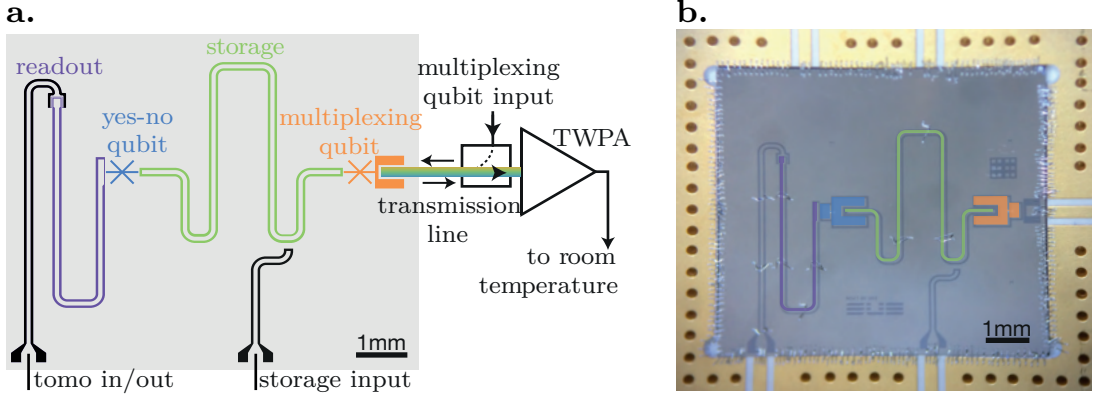 a.
readout
storage
yes-no
qubit
multiplexing
qubit
multiplexing
qubit input
TWPA
transmission
line
to room
temperature
1mm
tomo in/out
storage input
b.
1mm